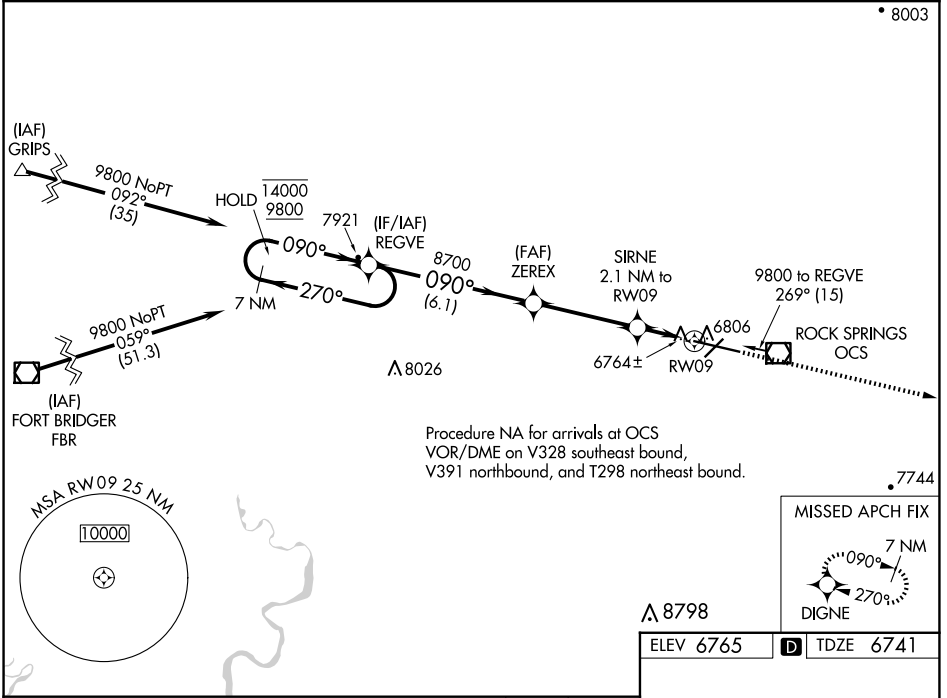 8003
(IAF)
GRIPS
9800 NoPT
092°
(35)
HOLD
14000
9800
7921
(IF/IAF)
REGVE
090°
270°
7 NM
8700
090°
(6.1)
(FAF)
ZEREX
SIRNE
2.1 NM to
RW09
9800 to REGVE
269° (15)
6806
ROCK SPRINGS
OCS
6764±
RW09
9800 NoPT
059°
(51.3)
(IAF)
FORT BRIDGER
FBR
8026
Procedure NA for arrivals at OCS
VOR/DME on V328 southeast bound,
V391 northbound, and T298 northeast bound.
7744
MSA RW09 25 NM
10000
MISSED APCH FIX
7 NM
090°
270°
DIGNE
8798
ELEV 6765 D TDZE 6741